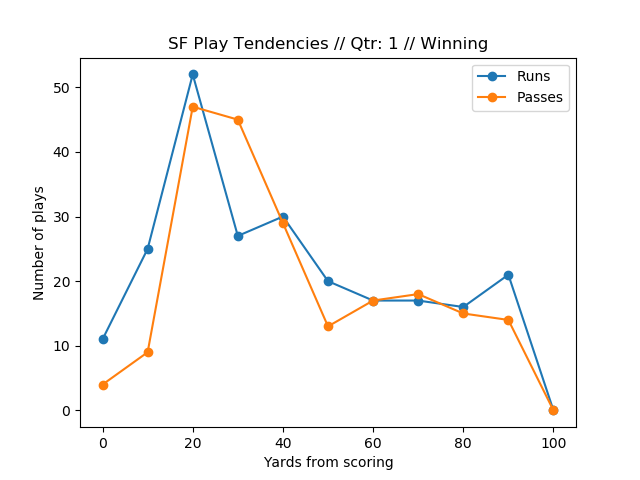 SF Play Tendencies // Qtr: 1 // Winning
Runs
Passes
Number of plays
50
40
30
20
10
0
0 20 40 60 80 100
Yards from scoring